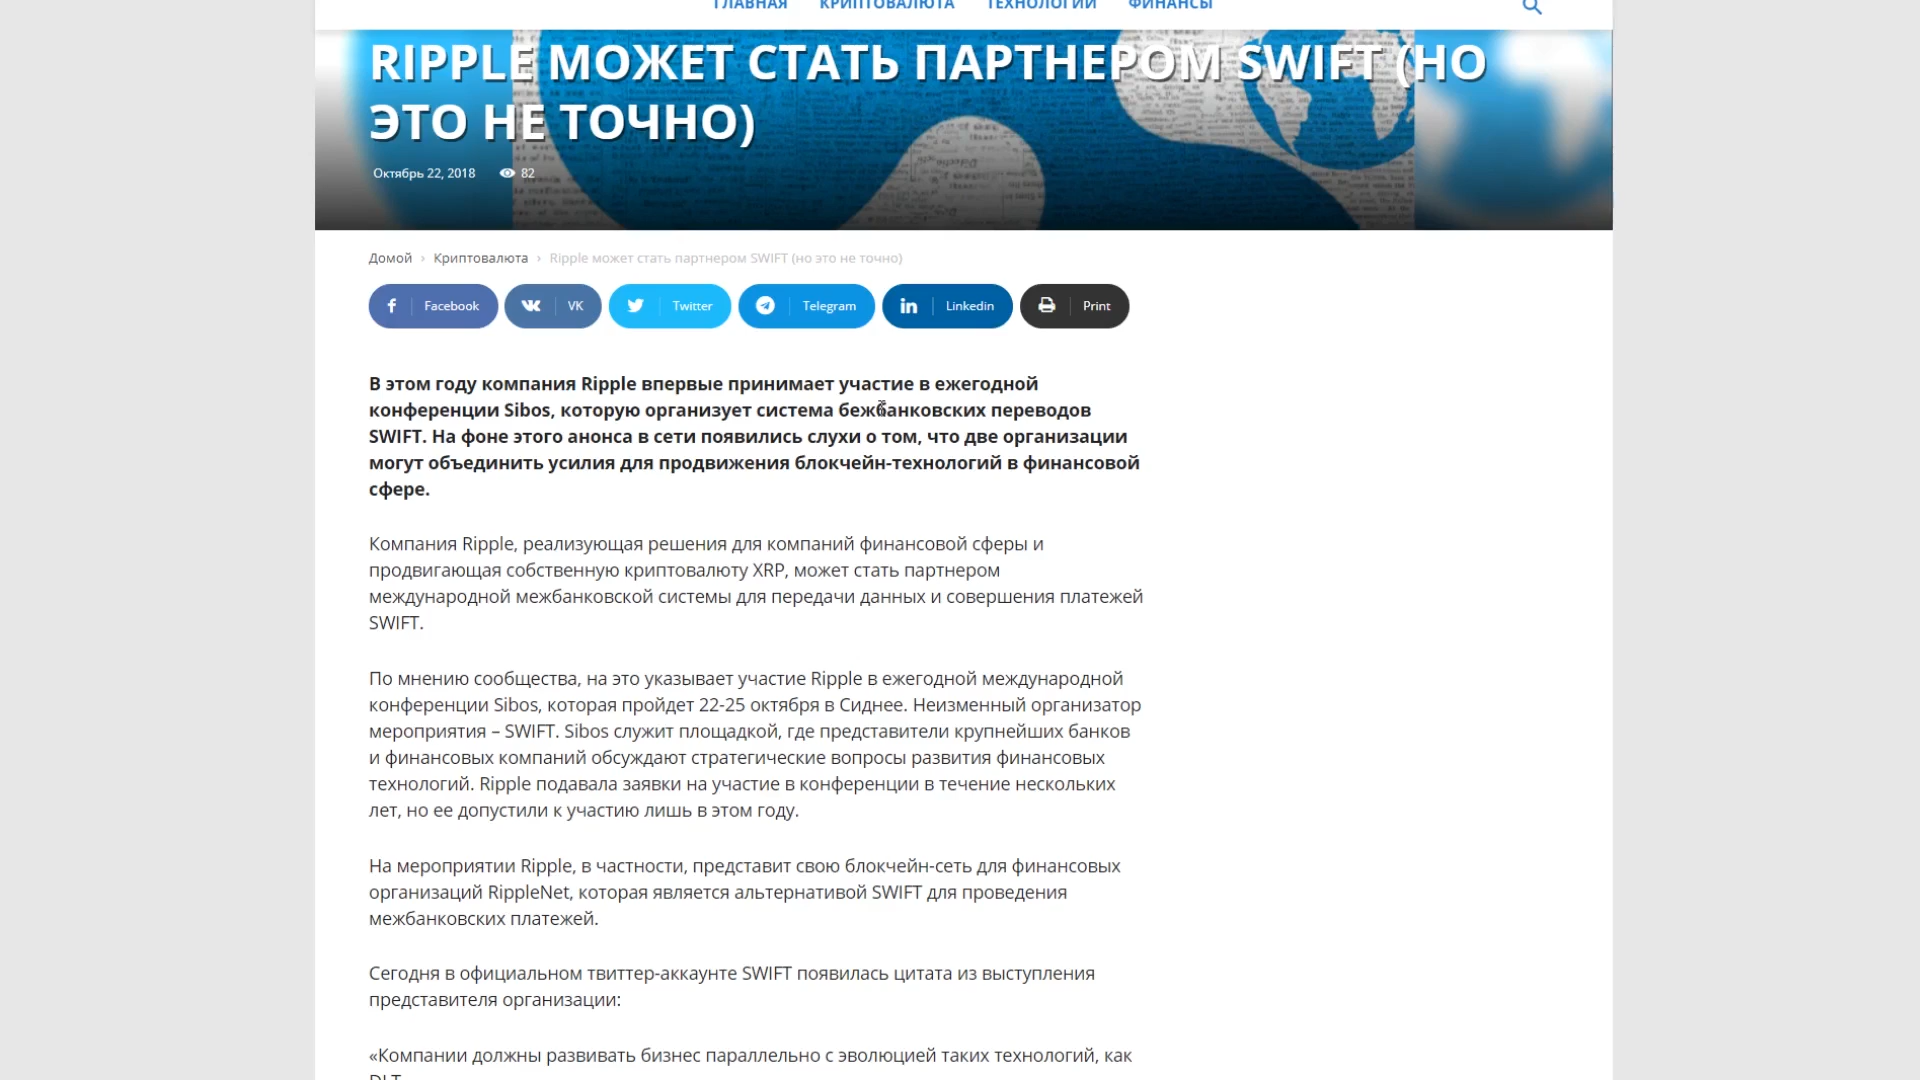 ГЛАВНАЯ КРИПТОВАЛЮТА ТЕХНОЛОГИИ ФИНАНСЫ
RIPPLE МОЖЕТ СТАТЬ ПАРТНЕРОМ SWIFT (НО
ЭТО НЕ ТОЧНО)
Октябрь 22, 2018 82
Домой › Криптовалюта › Ripple может стать партнером SWIFT (но это не точно)
Facebook VK Twitter Telegram Linkedin Print
В этом году компания Ripple впервые принимает участие в ежегодной
конференции Sibos, которую организует система бежбанковских переводов
SWIFT. На фоне этого анонса в сети появились слухи о том, что две организации
могут объединить усилия для продвижения блокчейн-технологий в финансовой
сфере.
Компания Ripple, реализующая решения для компаний финансовой сферы и
продвигающая собственную криптовалюту XRP, может стать партнером
международной межбанковской системы для передачи данных и совершения платежей
SWIFT.
По мнению сообщества, на это указывает участие Ripple в ежегодной международной
конференции Sibos, которая пройдет 22-25 октября в Сиднее. Неизменный организатор
мероприятия – SWIFT. Sibos служит площадкой, где представители крупнейших банков
и финансовых компаний обсуждают стратегические вопросы развития финансовых
технологий. Ripple подавала заявки на участие в конференции в течение нескольких
лет, но ее допустили к участию лишь в этом году.
На мероприятии Ripple, в частности, представит свою блокчейн-сеть для финансовых
организаций RippleNet, которая является альтернативой SWIFT для проведения
межбанковских платежей.
Сегодня в официальном твиттер-аккаунте SWIFT появилась цитата из выступления
представителя организации:
«Компании должны развивать бизнес параллельно с эволюцией таких технологий, как
DLT